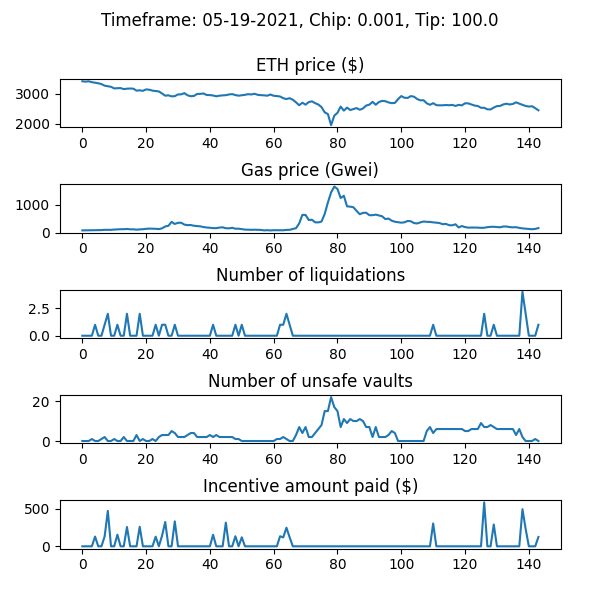 Timeframe: 05-19-2021, Chip: 0.001, Tip: 100.0
ETH price ($)
3000
2000
0 20 40 60 80 100 120 140
Gas price (Gwei)
1000
0
0 20 40 60 80 100 120 140
Number of liquidations
2.5
0.0
0 20 40 60 80 100 120 140
Number of unsafe vaults
20
0
0 20 40 60 80 100 120 140
Incentive amount paid ($)
500
0
0 20 40 60 80 100 120 140